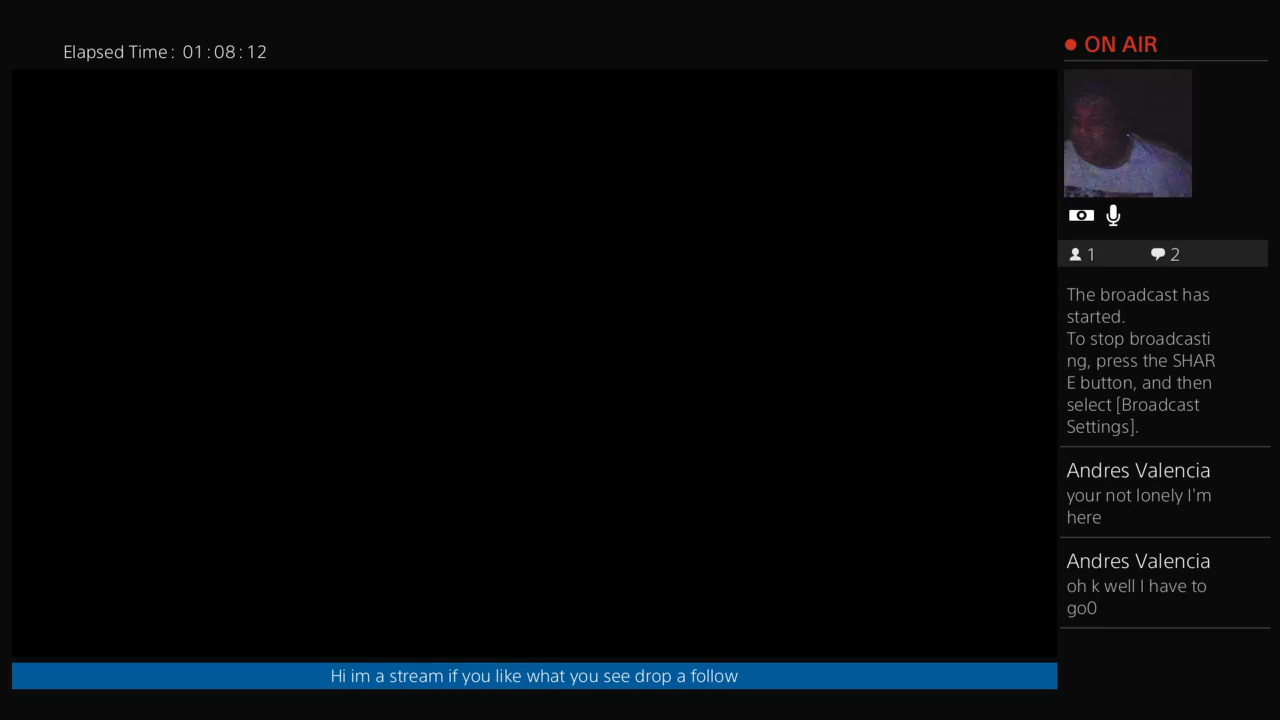 Elapsed Time: 01:08:12
ON AIR
1 2
The broadcast has
started.
To stop broadcasti
ng, press the SHAR
E button, and then
select [Broadcast
Settings].
Andres Valencia
your not lonely I'm
here
Andres Valencia
oh k well I have to
go0
Hi im a stream if you like what you see drop a follow